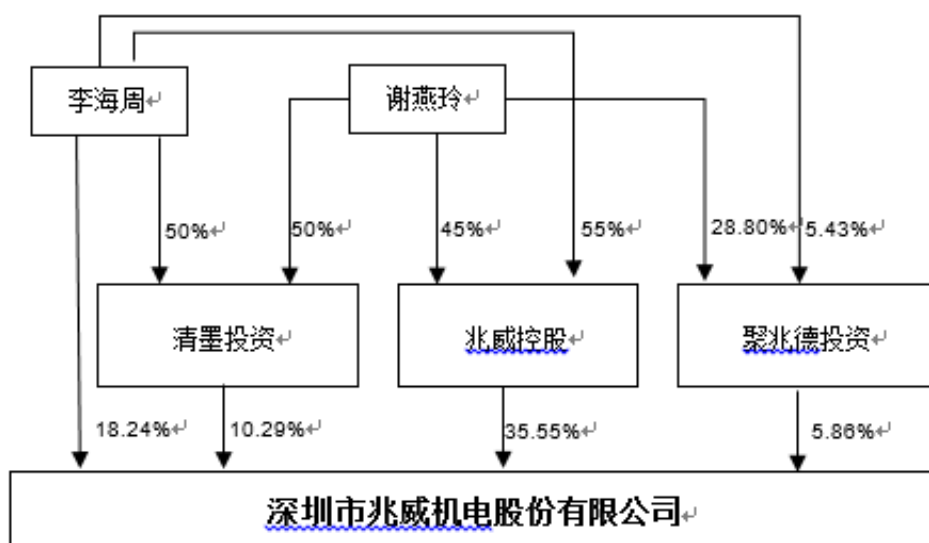 李海周
谢燕玲
50%
50%
45%
55%
28.80%
5.43%
清墨投资
兆威控股
聚兆德投资
18.24%
10.29%
35.55%
5.86%
深圳市兆威机电股份有限公司